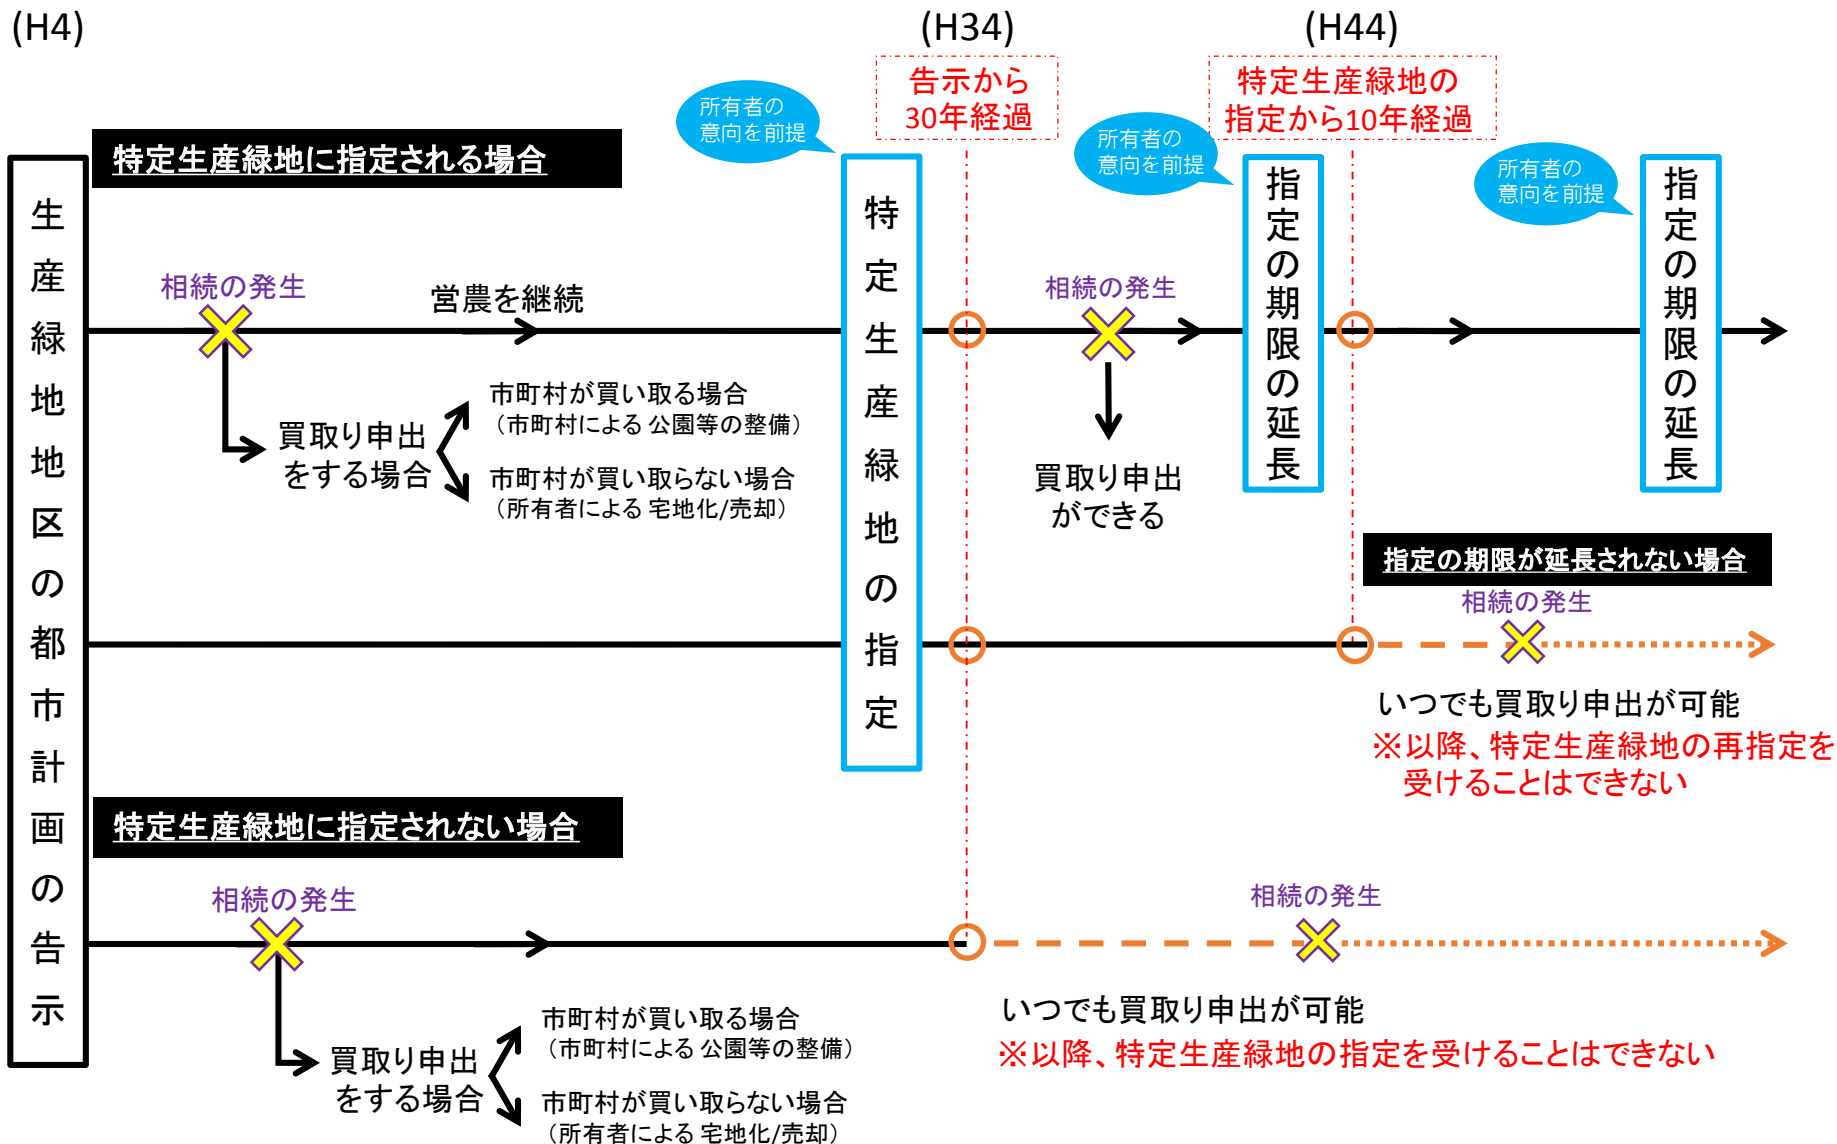 (H4)
(H34)
(H44)
告示から
30年経過
特定生産緑地の
指定から10年経過
所有者の
意向を前提
所有者の
意向を前提
所有者の
意向を前提
特定生産緑地に指定される場合
生産緑地地区の都市計画の告示
特定生産緑地の指定
指定の期限の延長
指定の期限の延長
相続の発生
営農を継続
相続の発生
買取り申出
をする場合
市町村が買い取る場合
（市町村による 公園等の整備）
市町村が買い取らない場合
（所有者による 宅地化/売却）
買取り申出
ができる
指定の期限が延長されない場合
相続の発生
いつでも買取り申出が可能
※以降、特定生産緑地の再指定を
受けることはできない
特定生産緑地に指定されない場合
相続の発生
相続の発生
買取り申出
をする場合
市町村が買い取る場合
（市町村による 公園等の整備）
市町村が買い取らない場合
（所有者による 宅地化/売却）
いつでも買取り申出が可能
※以降、特定生産緑地の指定を受けることはできない